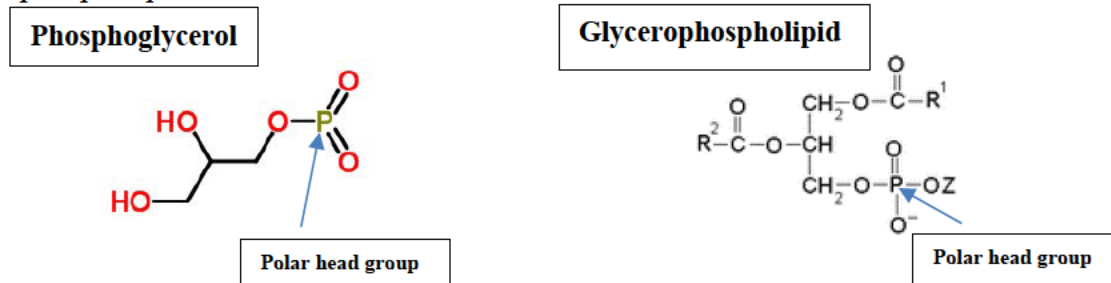 Phosphoglycerol
HO
HO
O
P
O
O
Polar head group
Glycerophospholipid
O
CH2–O–C–R1
O
R2–C–O–CH
O
CH2–O–P–OZ
O−
Polar head group